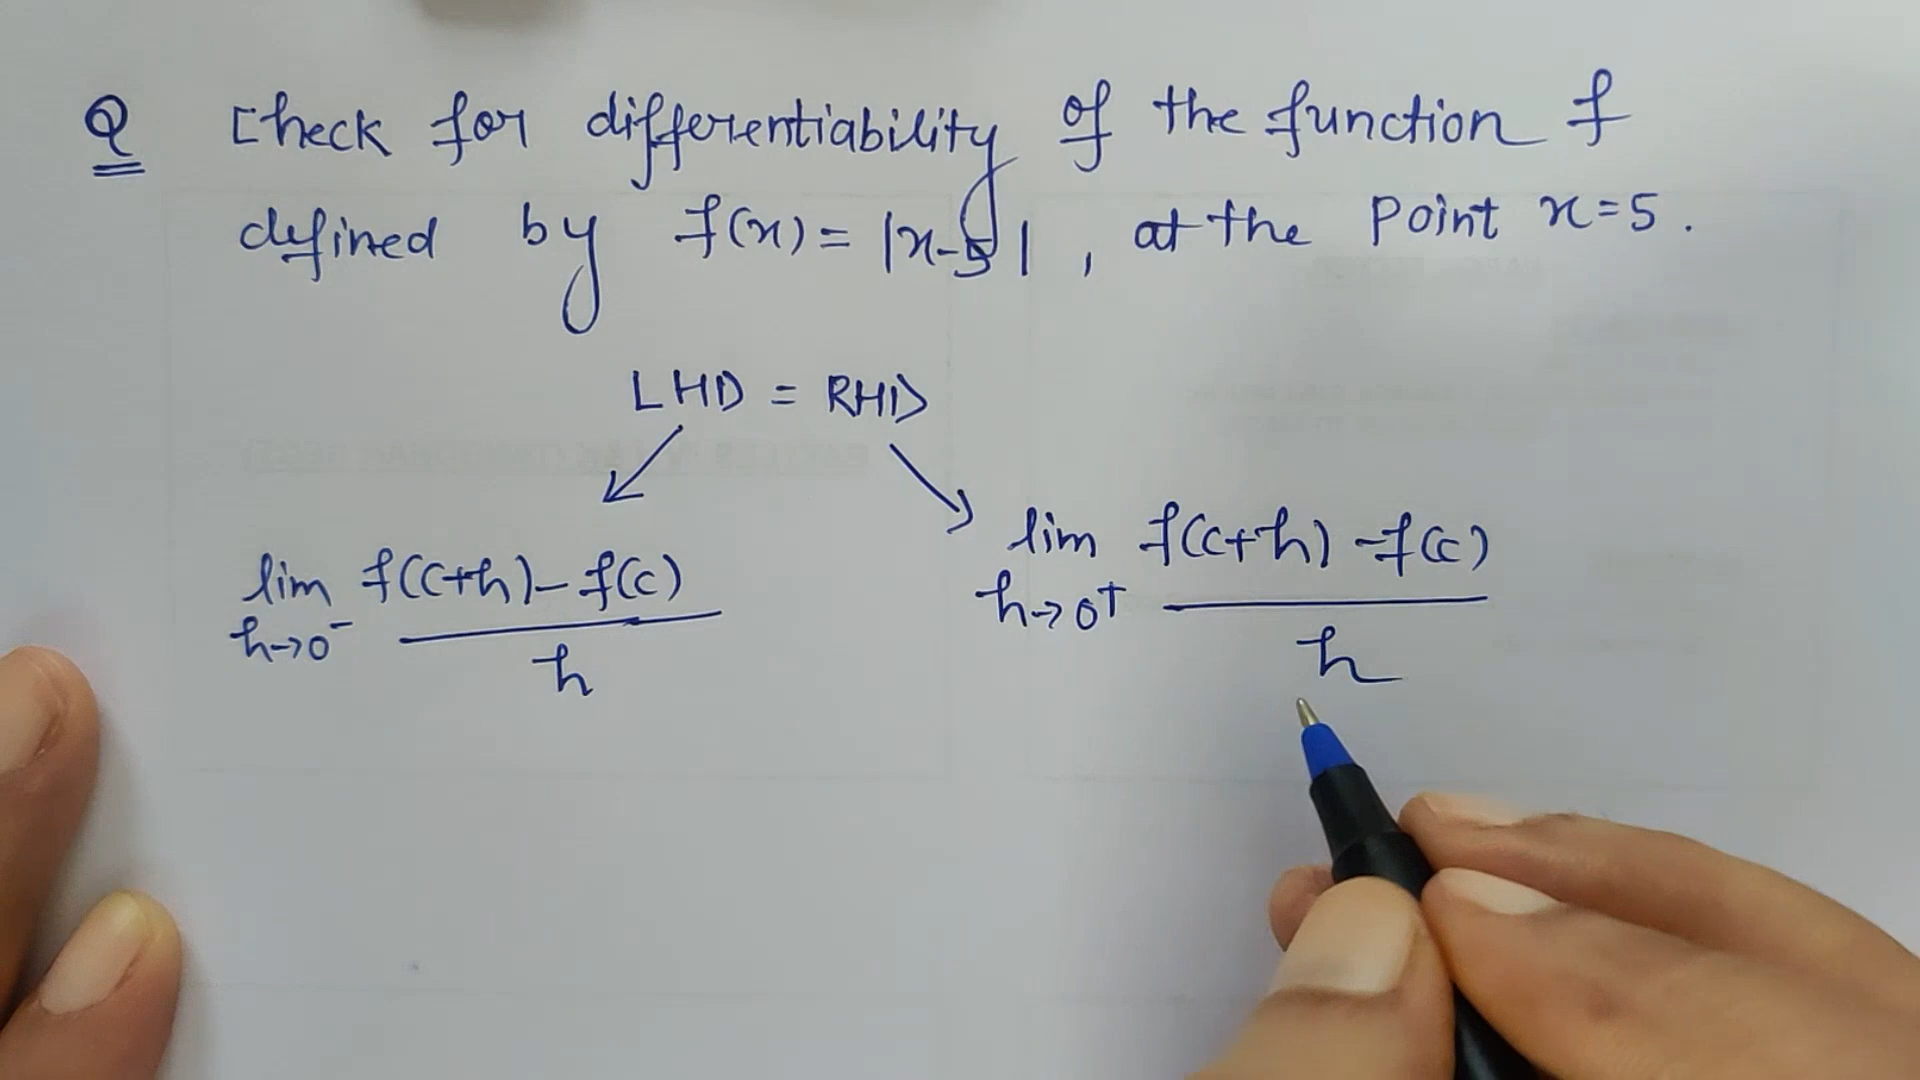 Q Check for differentiability of the function f
defined by f(x) = |x-5| , at the Point x=5.
LHD = RHD
lim f(c+h) - f(c)
h→0⁻ h
lim f(c+h) - f(c)
h→0⁺ h